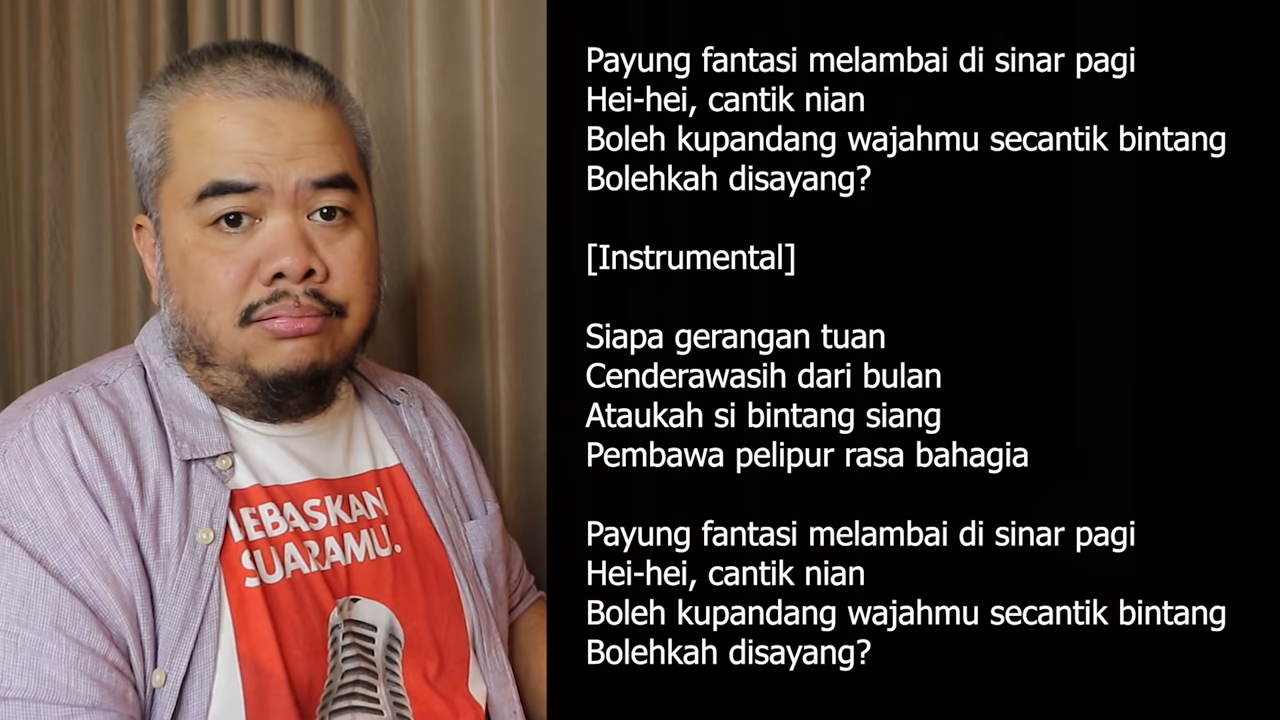 EBASKAN
SUARAMU.
Payung fantasi melambai di sinar pagi
Hei-hei, cantik nian
Boleh kupandang wajahmu secantik bintang
Bolehkah disayang?
[Instrumental]
Siapa gerangan tuan
Cenderawasih dari bulan
Ataukah si bintang siang
Pembawa pelipur rasa bahagia
Payung fantasi melambai di sinar pagi
Hei-hei, cantik nian
Boleh kupandang wajahmu secantik bintang
Bolehkah disayang?